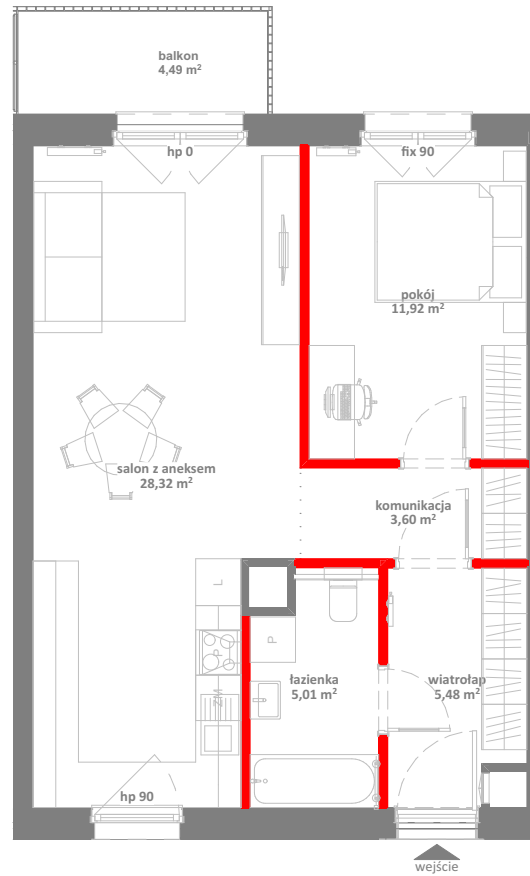 balkon
4,49 m²
hp 0
fix 90
pokój
11,92 m²
salon z aneksem
28,32 m²
komunikacja
3,60 m²
L
P
P
ZM
łazienka
5,01 m²
wiatrołap
5,48 m²
hp 90
wejście